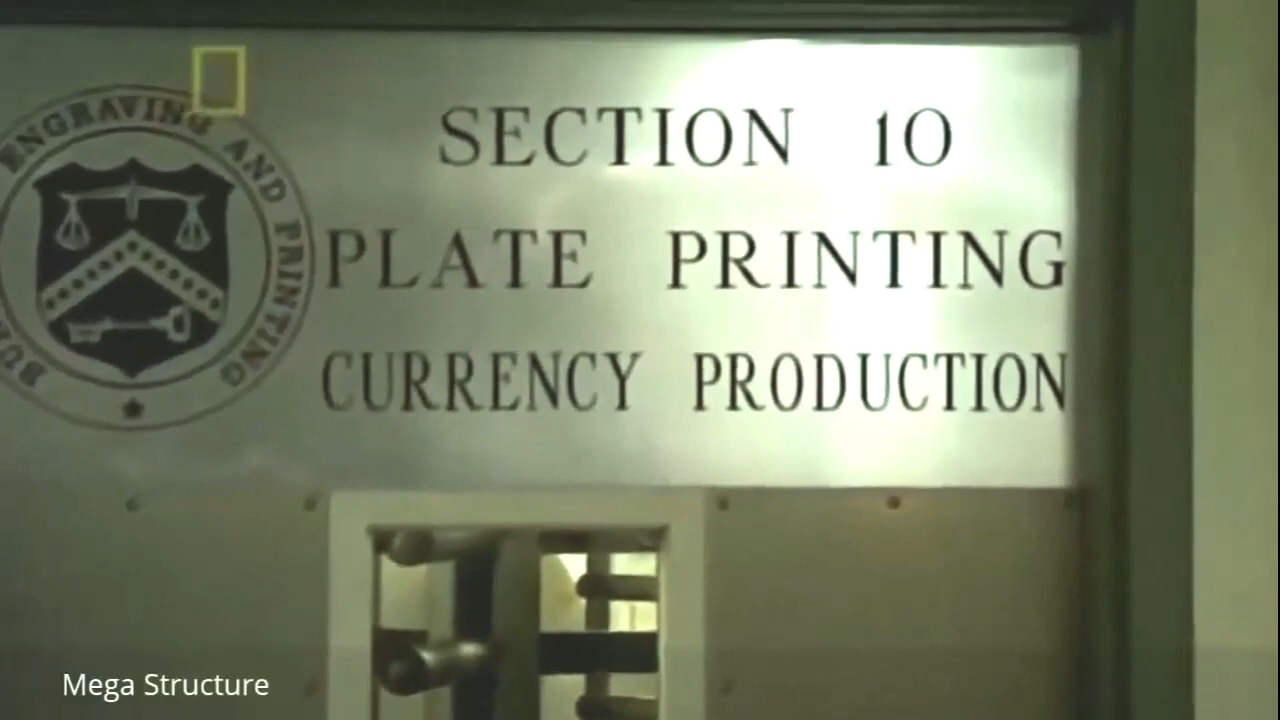 ENGRAVING AND PRINTING
SECTION 10
PLATE PRINTING
CURRENCY PRODUCTION
Mega Structure